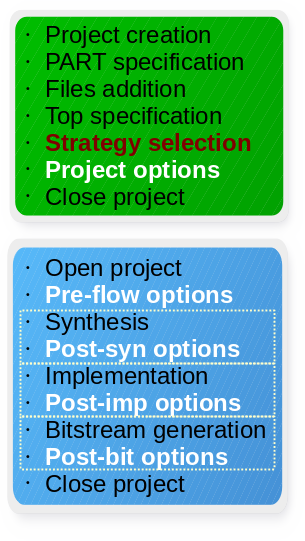 · Project creation
· PART specification
· Files addition
· Top specification
· Strategy selection
· Project options
· Close project
· Open project
· Pre-flow options
· Synthesis
· Post-syn options
· Implementation
· Post-imp options
· Bitstream generation
· Post-bit options
· Close project